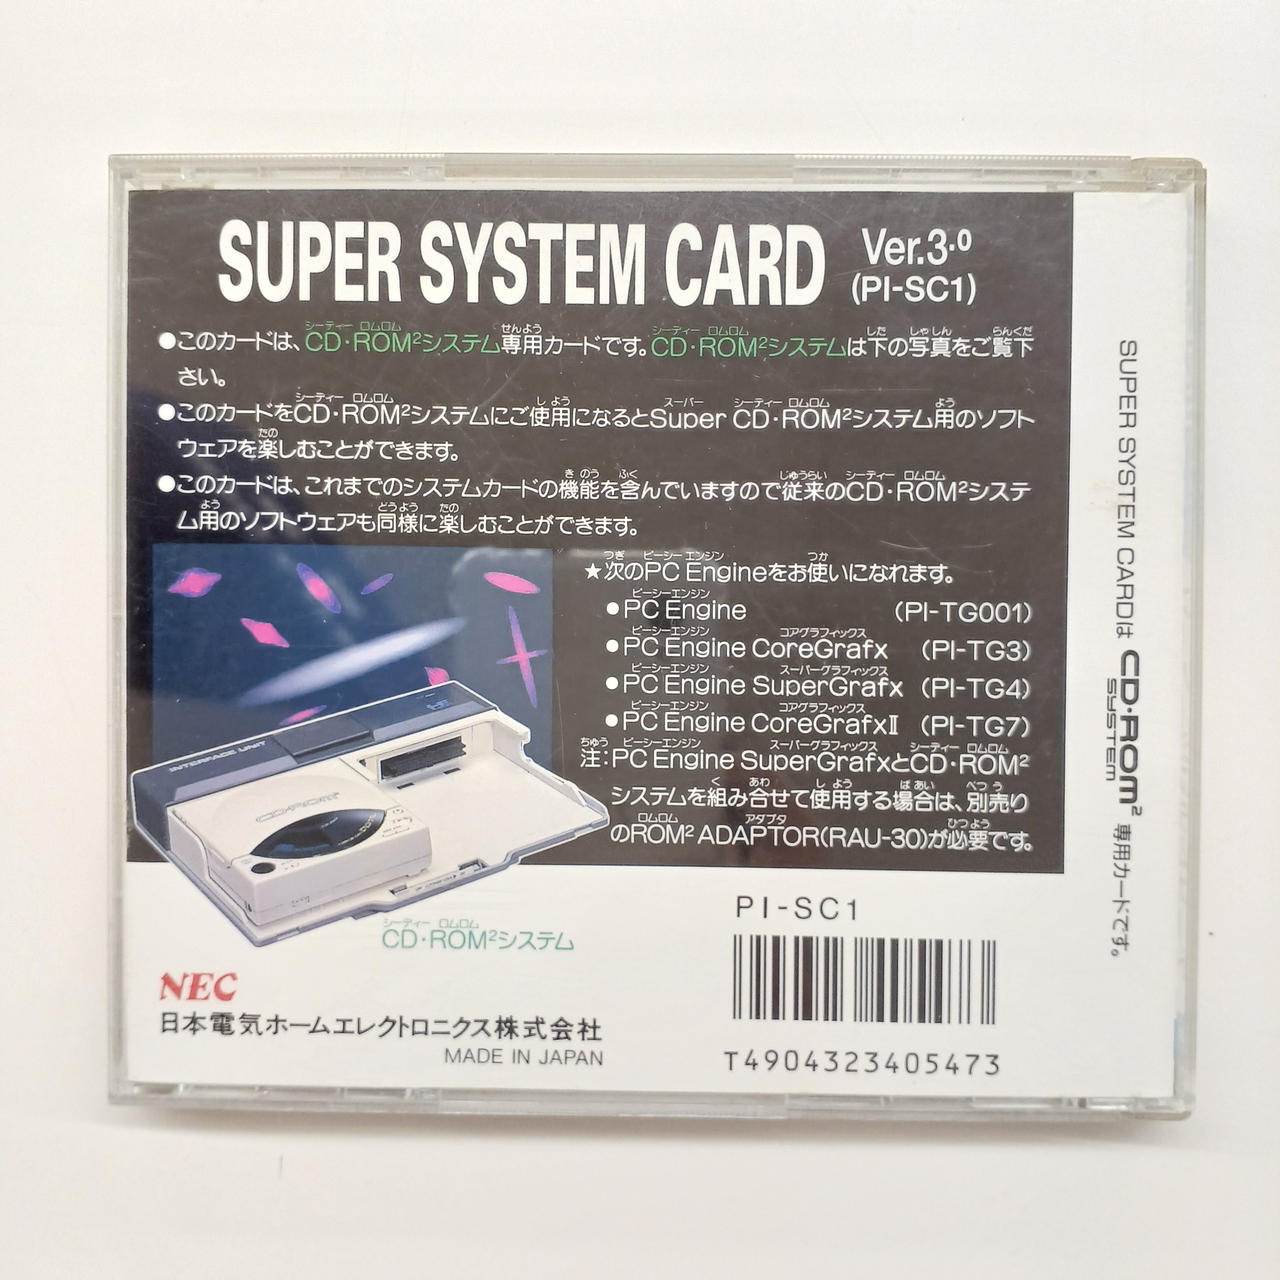 SUPER SYSTEM CARD Ver.3.0
(PI-SC1)
●このカードは、CD・ROM²システム専用カードです。CD・ROM²システムは下の写真をご覧下
さい。
●このカードをCD・ROM²システムにご使用になるとSuper CD・ROM²システム用のソフト
ウェアを楽しむことができます。
●このカードは、これまでのシステムカードの機能を含んでいますので従来のCD・ROM²システ
ム用のソフトウェアも同様に楽しむことができます。
★次のPC Engineをお使いになれます。
●PC Engine (PI-TG001)
●PC Engine CoreGrafx (PI-TG3)
●PC Engine SuperGrafx (PI-TG4)
●PC Engine CoreGrafxII (PI-TG7)
注:PC Engine SuperGrafxとCD・ROM²
システムを組み合せて使用する場合は、別売り
のROM² ADAPTOR(RAU-30)が必要です。
INTERFACE UNIT
CD・ROM²
CD・ROM²システム
NEC
日本電気ホームエレクトロニクス株式会社
MADE IN JAPAN
PI-SC1
T4904323405473
SUPER SYSTEM CARDは CD・ROM² SYSTEM 専用カードです。